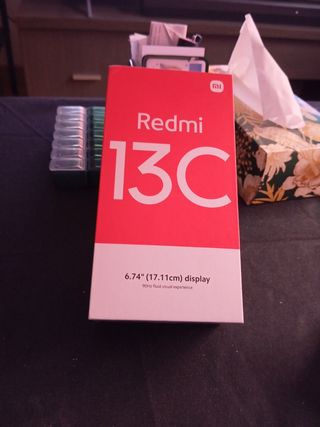 mi
Redmi
13C
6.74" (17.11cm) display
90Hz fluid visual experience